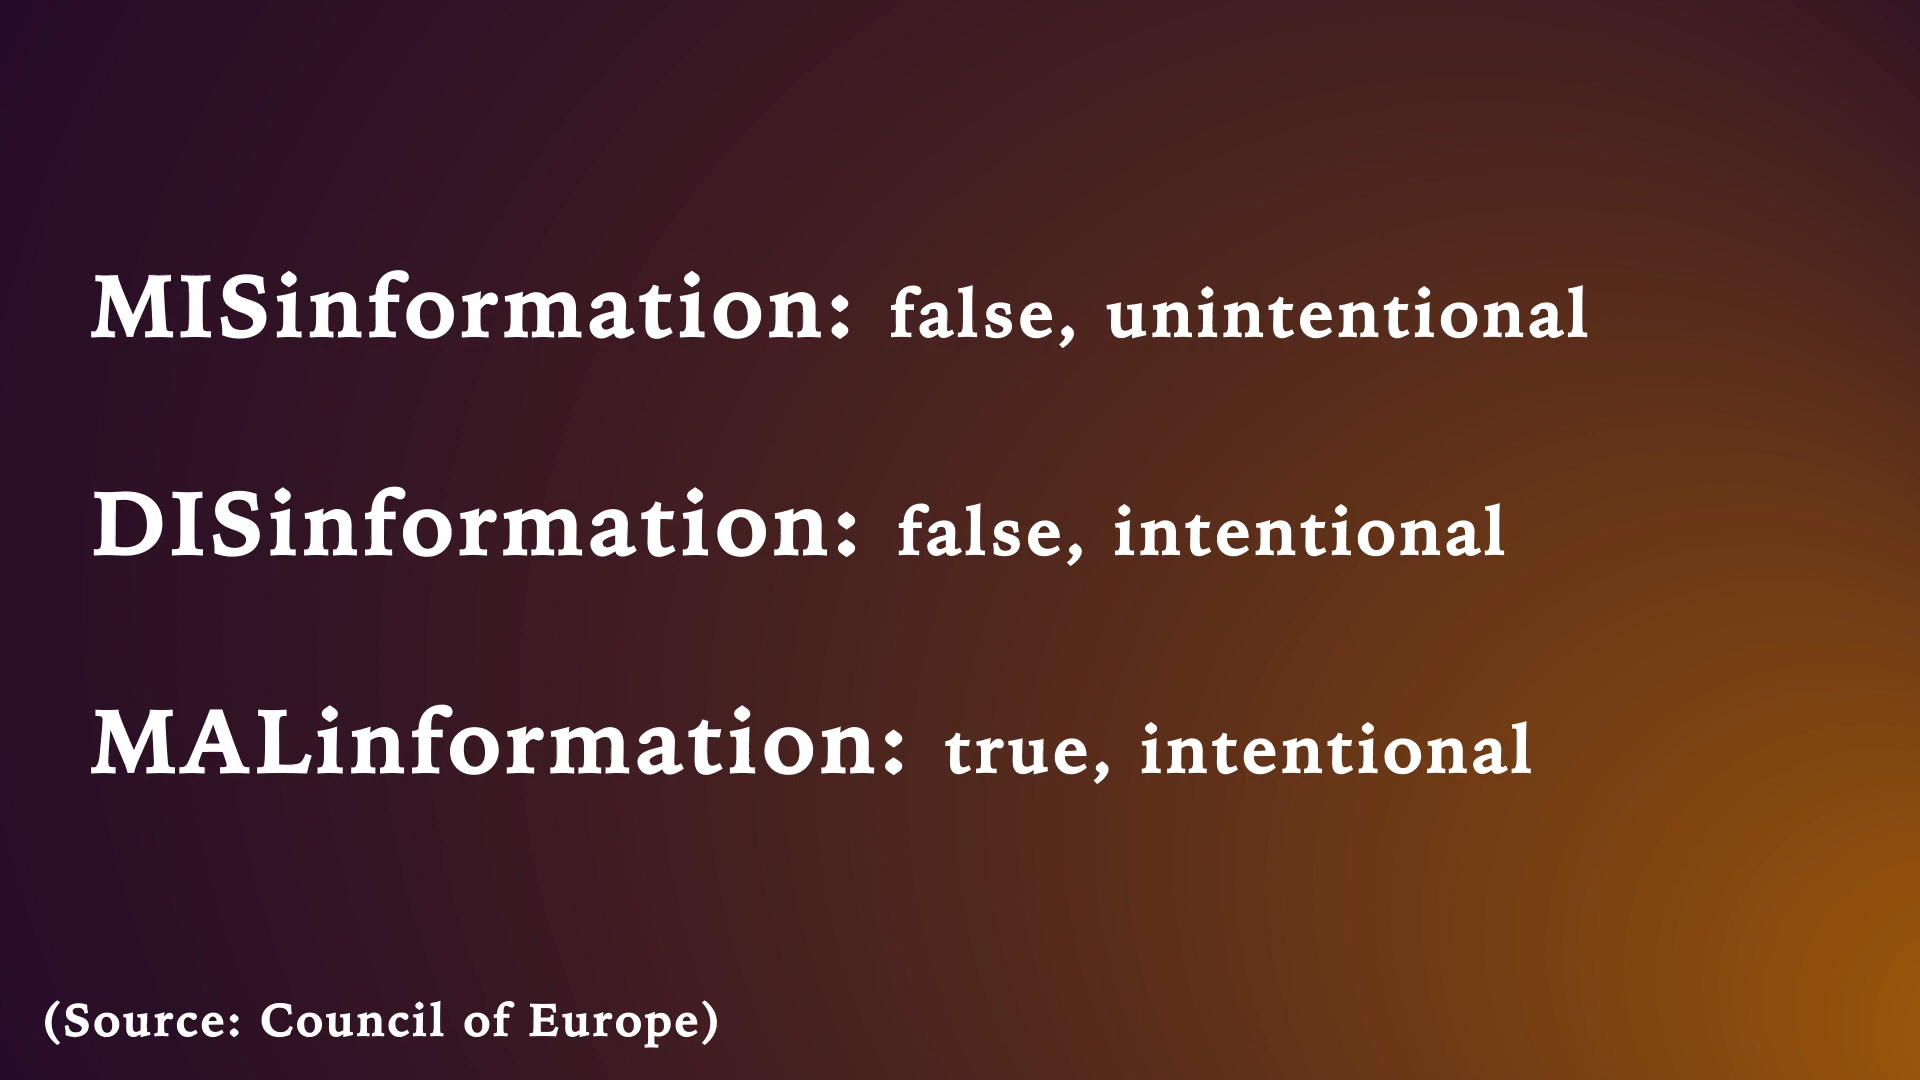 MISinformation: false, unintentional
DISinformation: false, intentional
MALinformation: true, intentional
(Source: Council of Europe)